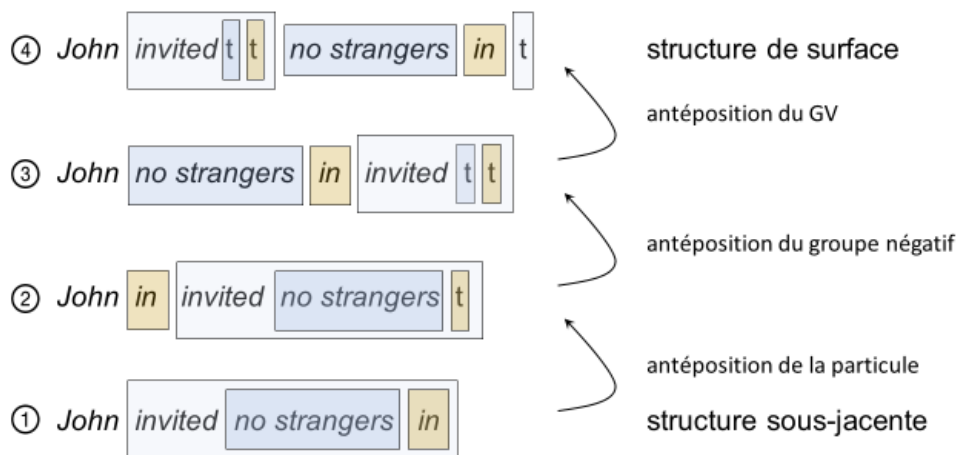 ④ John invited t t no strangers in t structure de surface
antéposition du GV
③ John no strangers in invited t t
antéposition du groupe négatif
② John in invited no strangers t
antéposition de la particule
① John invited no strangers in structure sous-jacente